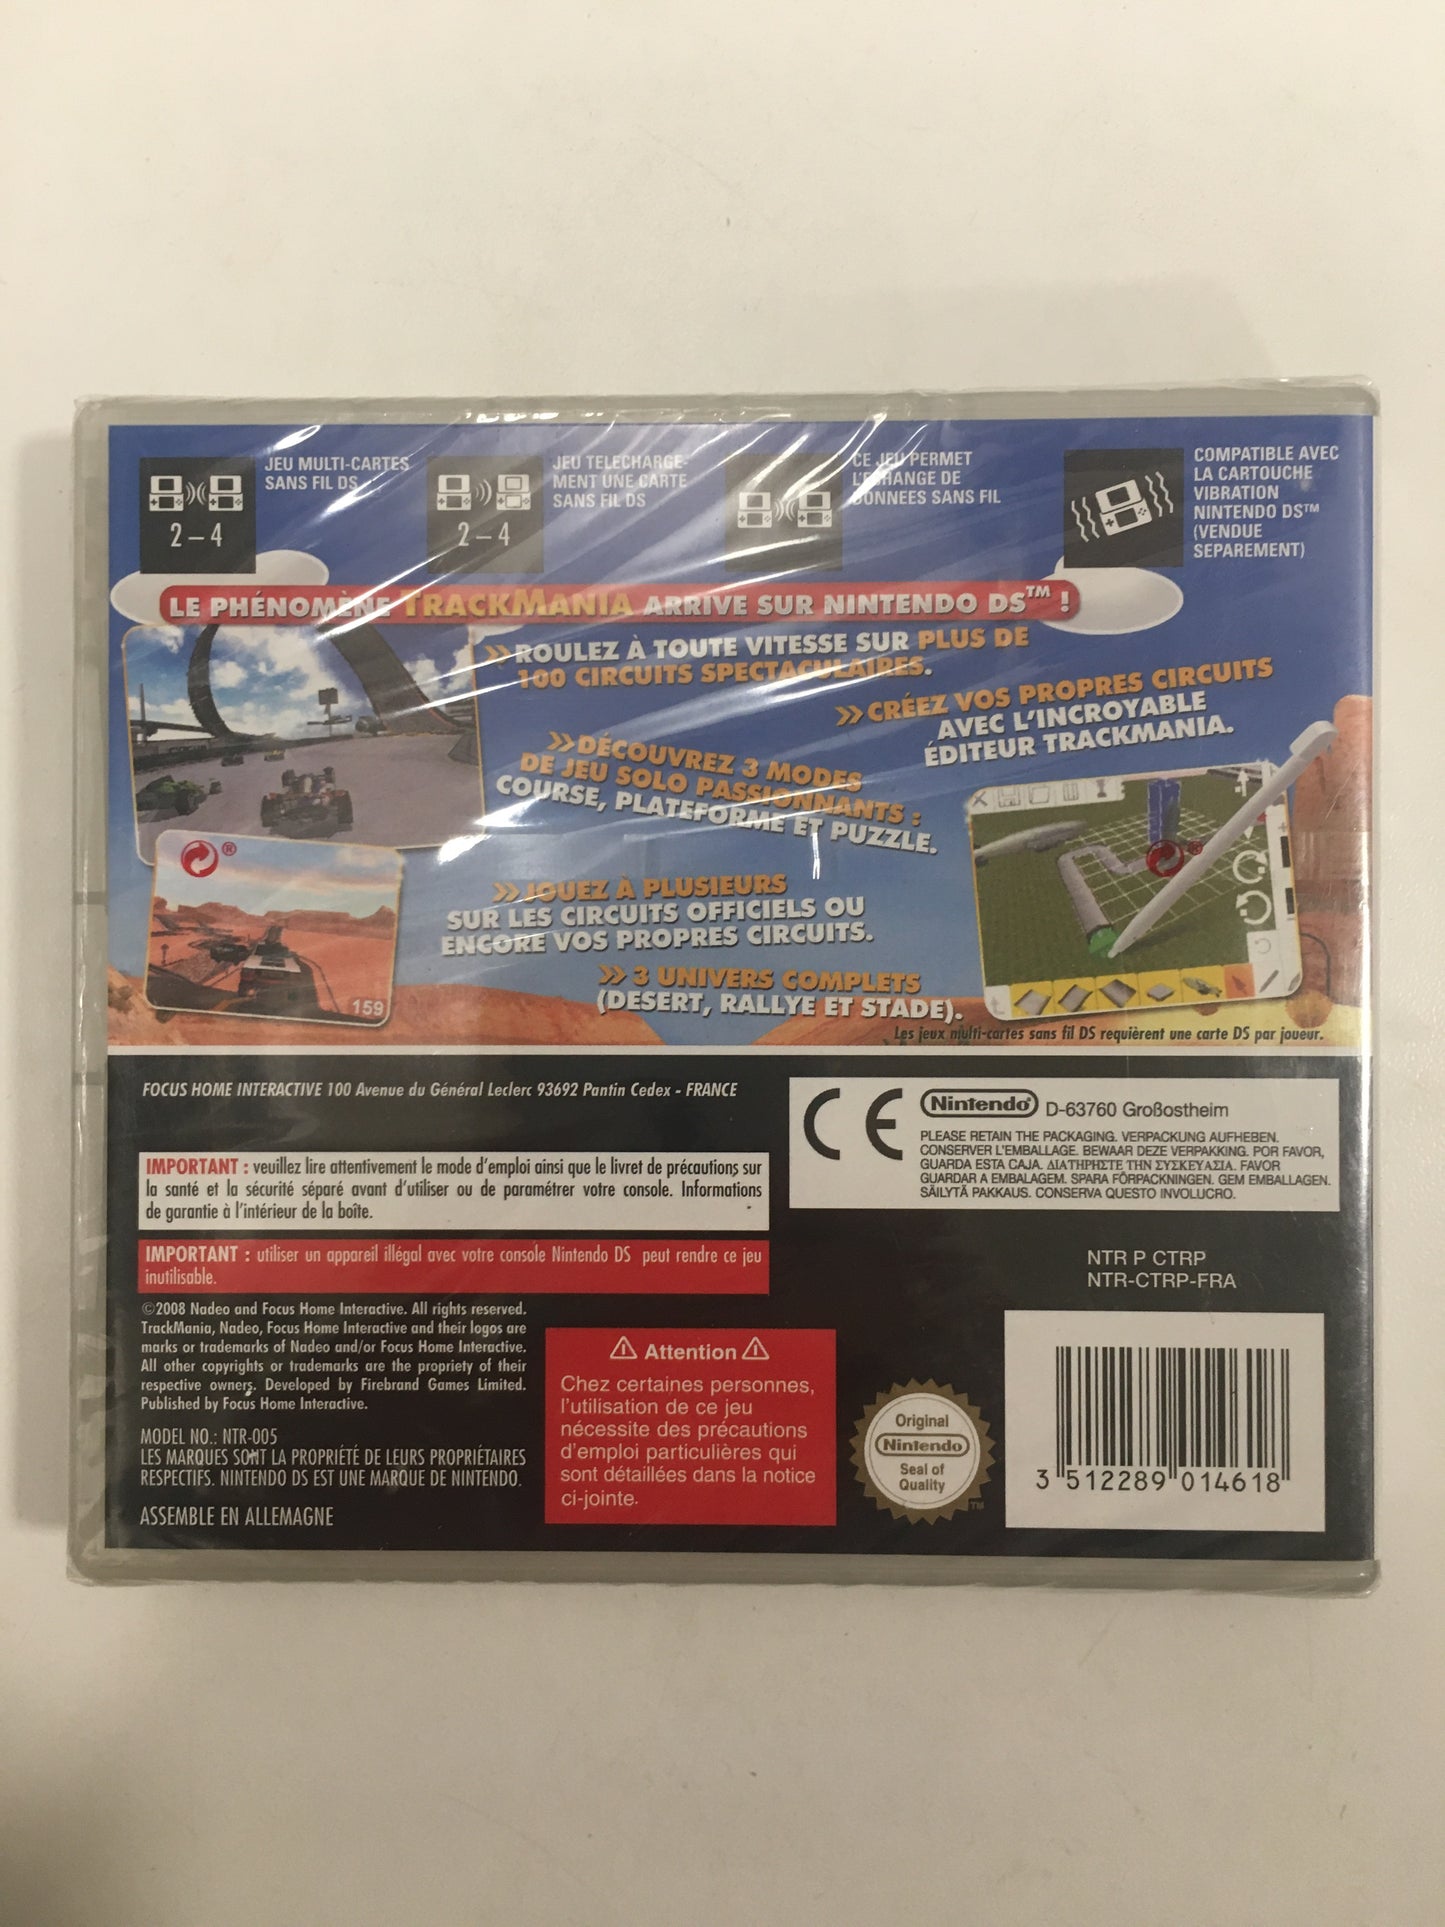 JEU MULTI-CARTES
SANS FIL DS
2 – 4
JEU TELECHARGE-
MENT UNE CARTE
SANS FIL DS
2 – 4
CE JEU PERMET
L'ECHANGE DE
DONNEES SANS FIL
COMPATIBLE AVEC
LA CARTOUCHE
VIBRATION
NINTENDO DS™
(VENDUE
SEPAREMENT)
LE PHÉNOMÈNE TRACKMANIA ARRIVE SUR NINTENDO DS™ !
>> ROULEZ À TOUTE VITESSE SUR PLUS DE
100 CIRCUITS SPECTACULAIRES.
>> CRÉEZ VOS PROPRES CIRCUITS
AVEC L'INCROYABLE
ÉDITEUR TRACKMANIA.
>> DÉCOUVREZ 3 MODES
DE JEU SOLO PASSIONNANTS :
COURSE, PLATEFORME ET PUZZLE.
>> JOUEZ À PLUSIEURS
SUR LES CIRCUITS OFFICIELS OU
ENCORE VOS PROPRES CIRCUITS.
>> 3 UNIVERS COMPLETS
(DESERT, RALLYE ET STADE).
159
Les jeux multi-cartes sans fil DS requièrent une carte DS par joueur.
FOCUS HOME INTERACTIVE 100 Avenue du Général Leclerc 93692 Pantin Cedex - FRANCE
IMPORTANT : veuillez lire attentivement le mode d'emploi ainsi que le livret de précautions sur
la santé et la sécurité séparé avant d'utiliser ou de paramétrer votre console. Informations
de garantie à l'intérieur de la boîte.
IMPORTANT : utiliser un appareil illégal avec votre console Nintendo DS peut rendre ce jeu
inutilisable.
©2008 Nadeo and Focus Home Interactive. All rights reserved.
TrackMania, Nadeo, Focus Home Interactive and their logos are
marks or trademarks of Nadeo and/or Focus Home Interactive.
All other copyrights or trademarks are the propriety of their
respective owners. Developed by Firebrand Games Limited.
Published by Focus Home Interactive.
MODEL NO.: NTR-005
LES MARQUES SONT LA PROPRIÉTÉ DE LEURS PROPRIÉTAIRES
RESPECTIFS. NINTENDO DS EST UNE MARQUE DE NINTENDO.
ASSEMBLE EN ALLEMAGNE
⚠ Attention ⚠
Chez certaines personnes,
l'utilisation de ce jeu
nécessite des précautions
d'emploi particulières qui
sont détaillées dans la notice
ci-jointe.
CE
Nintendo® D-63760 Großostheim
PLEASE RETAIN THE PACKAGING. VERPACKUNG AUFHEBEN.
CONSERVER L'EMBALLAGE. BEWAAR DEZE VERPAKKING. POR FAVOR,
GUARDA ESTA CAJA. ΔΙΑΤΗΡΗΣΤΕ ΤΗΝ ΣΥΣΚΕΥΑΣΙΑ. FAVOR
GUARDAR A EMBALAGEM. SPARA FÖRPACKNINGEN. GEM EMBALLAGEN.
SÄILYTÄ PAKKAUS. CONSERVA QUESTO INVOLUCRO.
NTR P CTRP
NTR-CTRP-FRA
Original
Nintendo
Seal of
Quality
TM
3 512289 014618